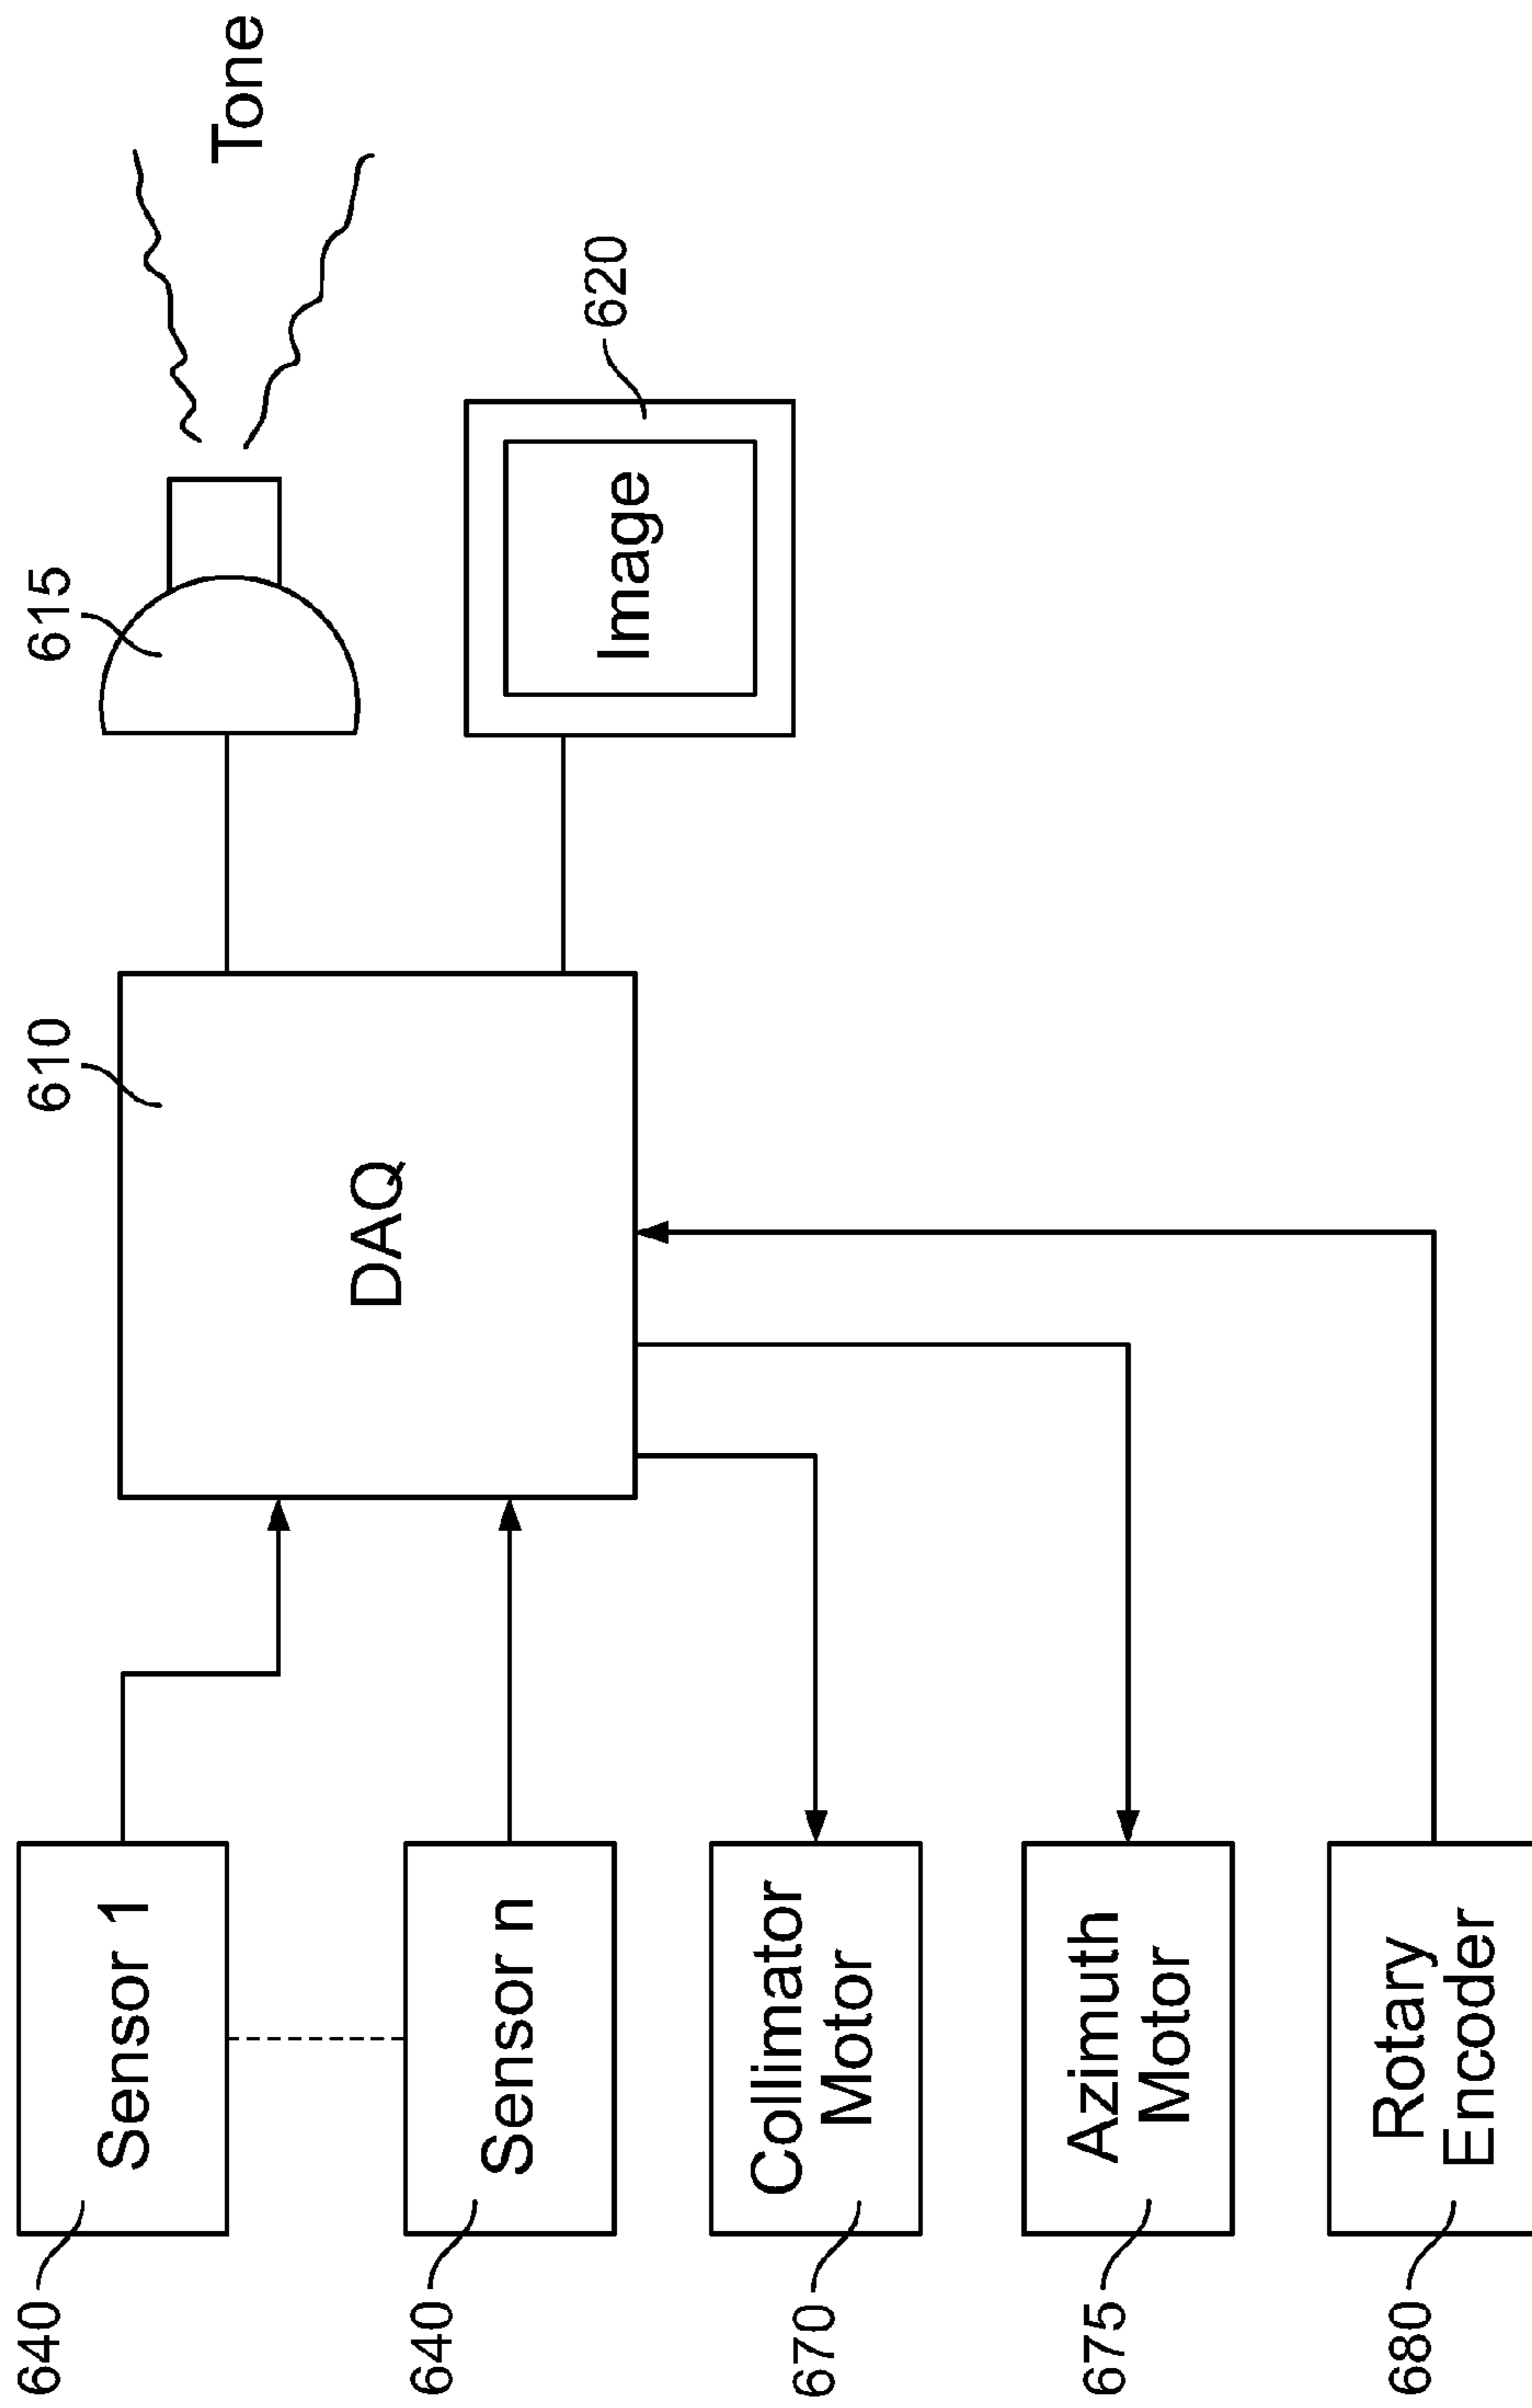 640
Sensor 1
640
Sensor n
670
Collimator
Motor
675
Azimuth
Motor
680
Rotary
Encoder
610
DAQ
615
Tone
620
Image